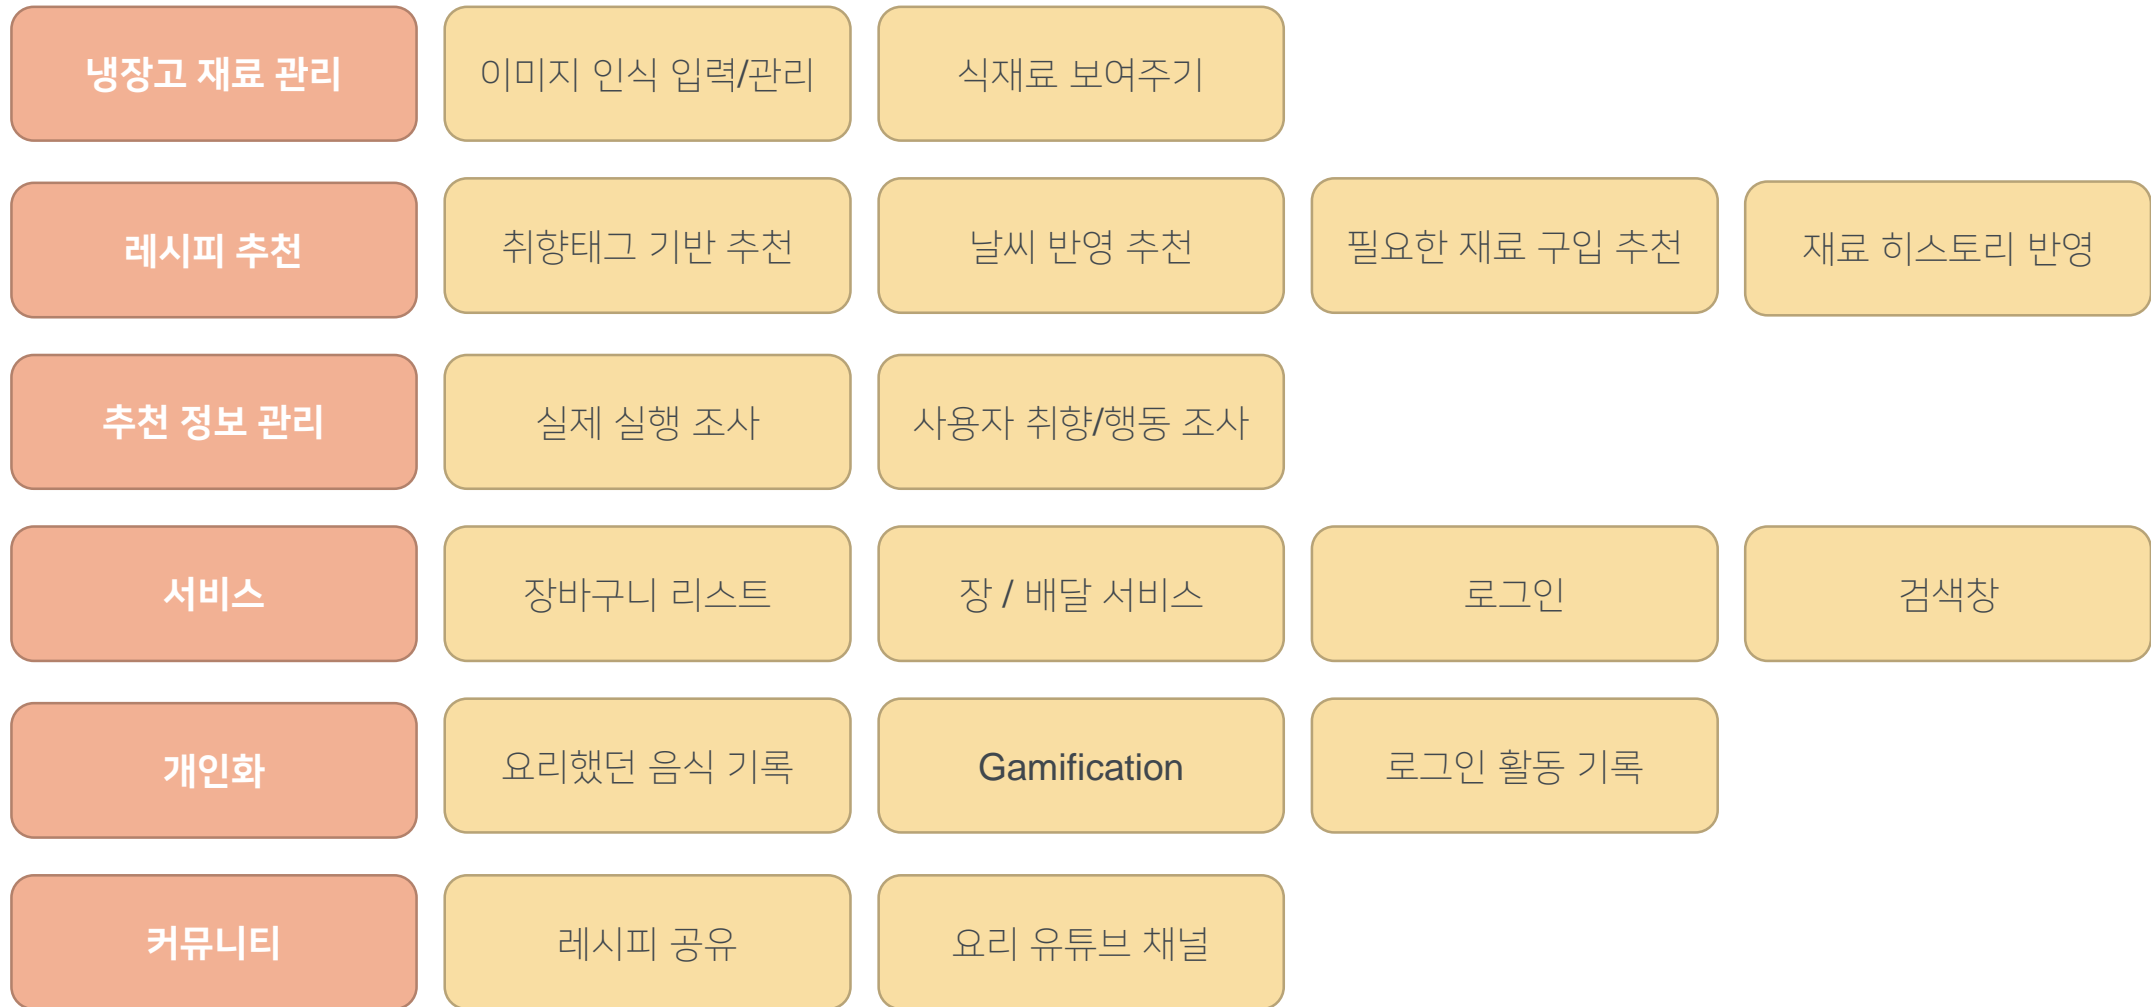 냉장고 재료 관리
이미지 인식 입력/관리
식재료 보여주기
레시피 추천
취향태그 기반 추천
날씨 반영 추천
필요한 재료 구입 추천
재료 히스토리 반영
추천 정보 관리
실제 실행 조사
사용자 취향/행동 조사
서비스
장바구니 리스트
장 / 배달 서비스
로그인
검색창
개인화
요리했던 음식 기록
Gamification
로그인 활동 기록
커뮤니티
레시피 공유
요리 유튜브 채널